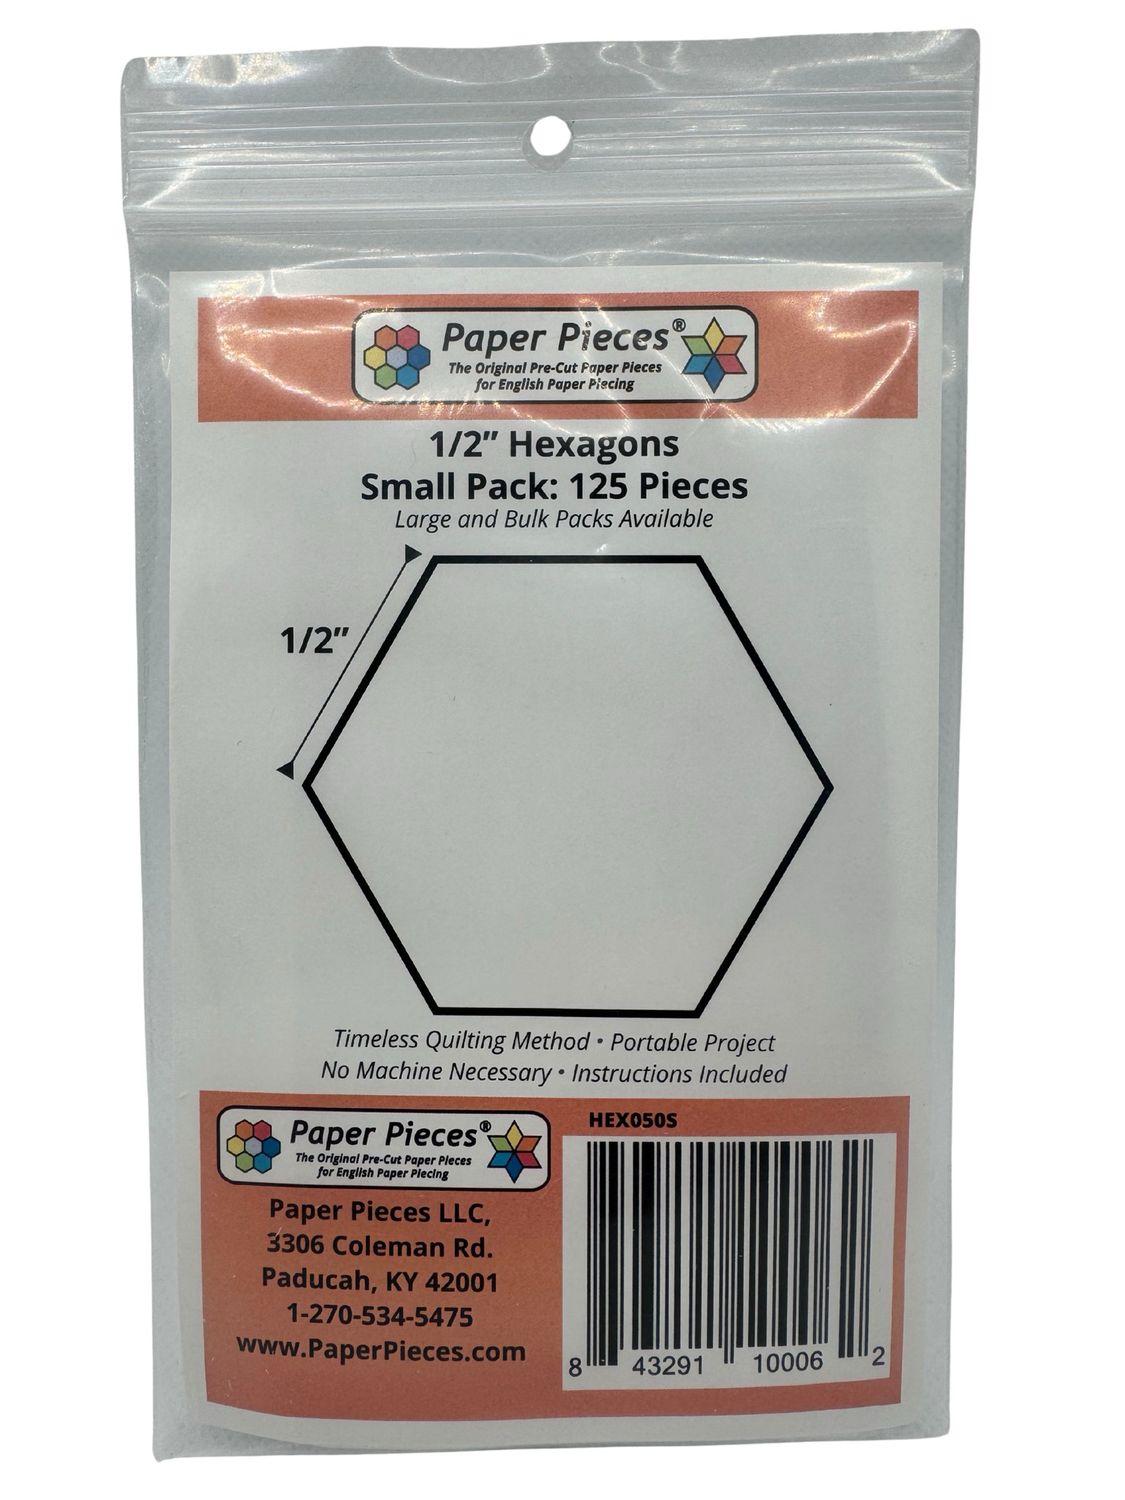 Paper Pieces®
The Original Pre-Cut Paper Pieces
for English Paper Piecing
1/2” Hexagons
Small Pack: 125 Pieces
Large and Bulk Packs Available
1/2”
Timeless Quilting Method • Portable Project
No Machine Necessary • Instructions Included
Paper Pieces®
The Original Pre-Cut Paper Pieces
for English Paper Piecing
Paper Pieces LLC,
3306 Coleman Rd.
Paducah, KY 42001
1-270-534-5475
www.PaperPieces.com
HEX050S
8 43291 10006 2